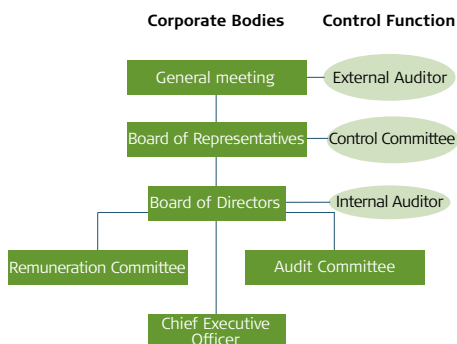 Corporate Bodies Control Function
General meeting External Auditor
Board of Representatives Control Committee
Board of Directors Internal Auditor
Remuneration Committee Audit Committee
Chief Executive
Officer